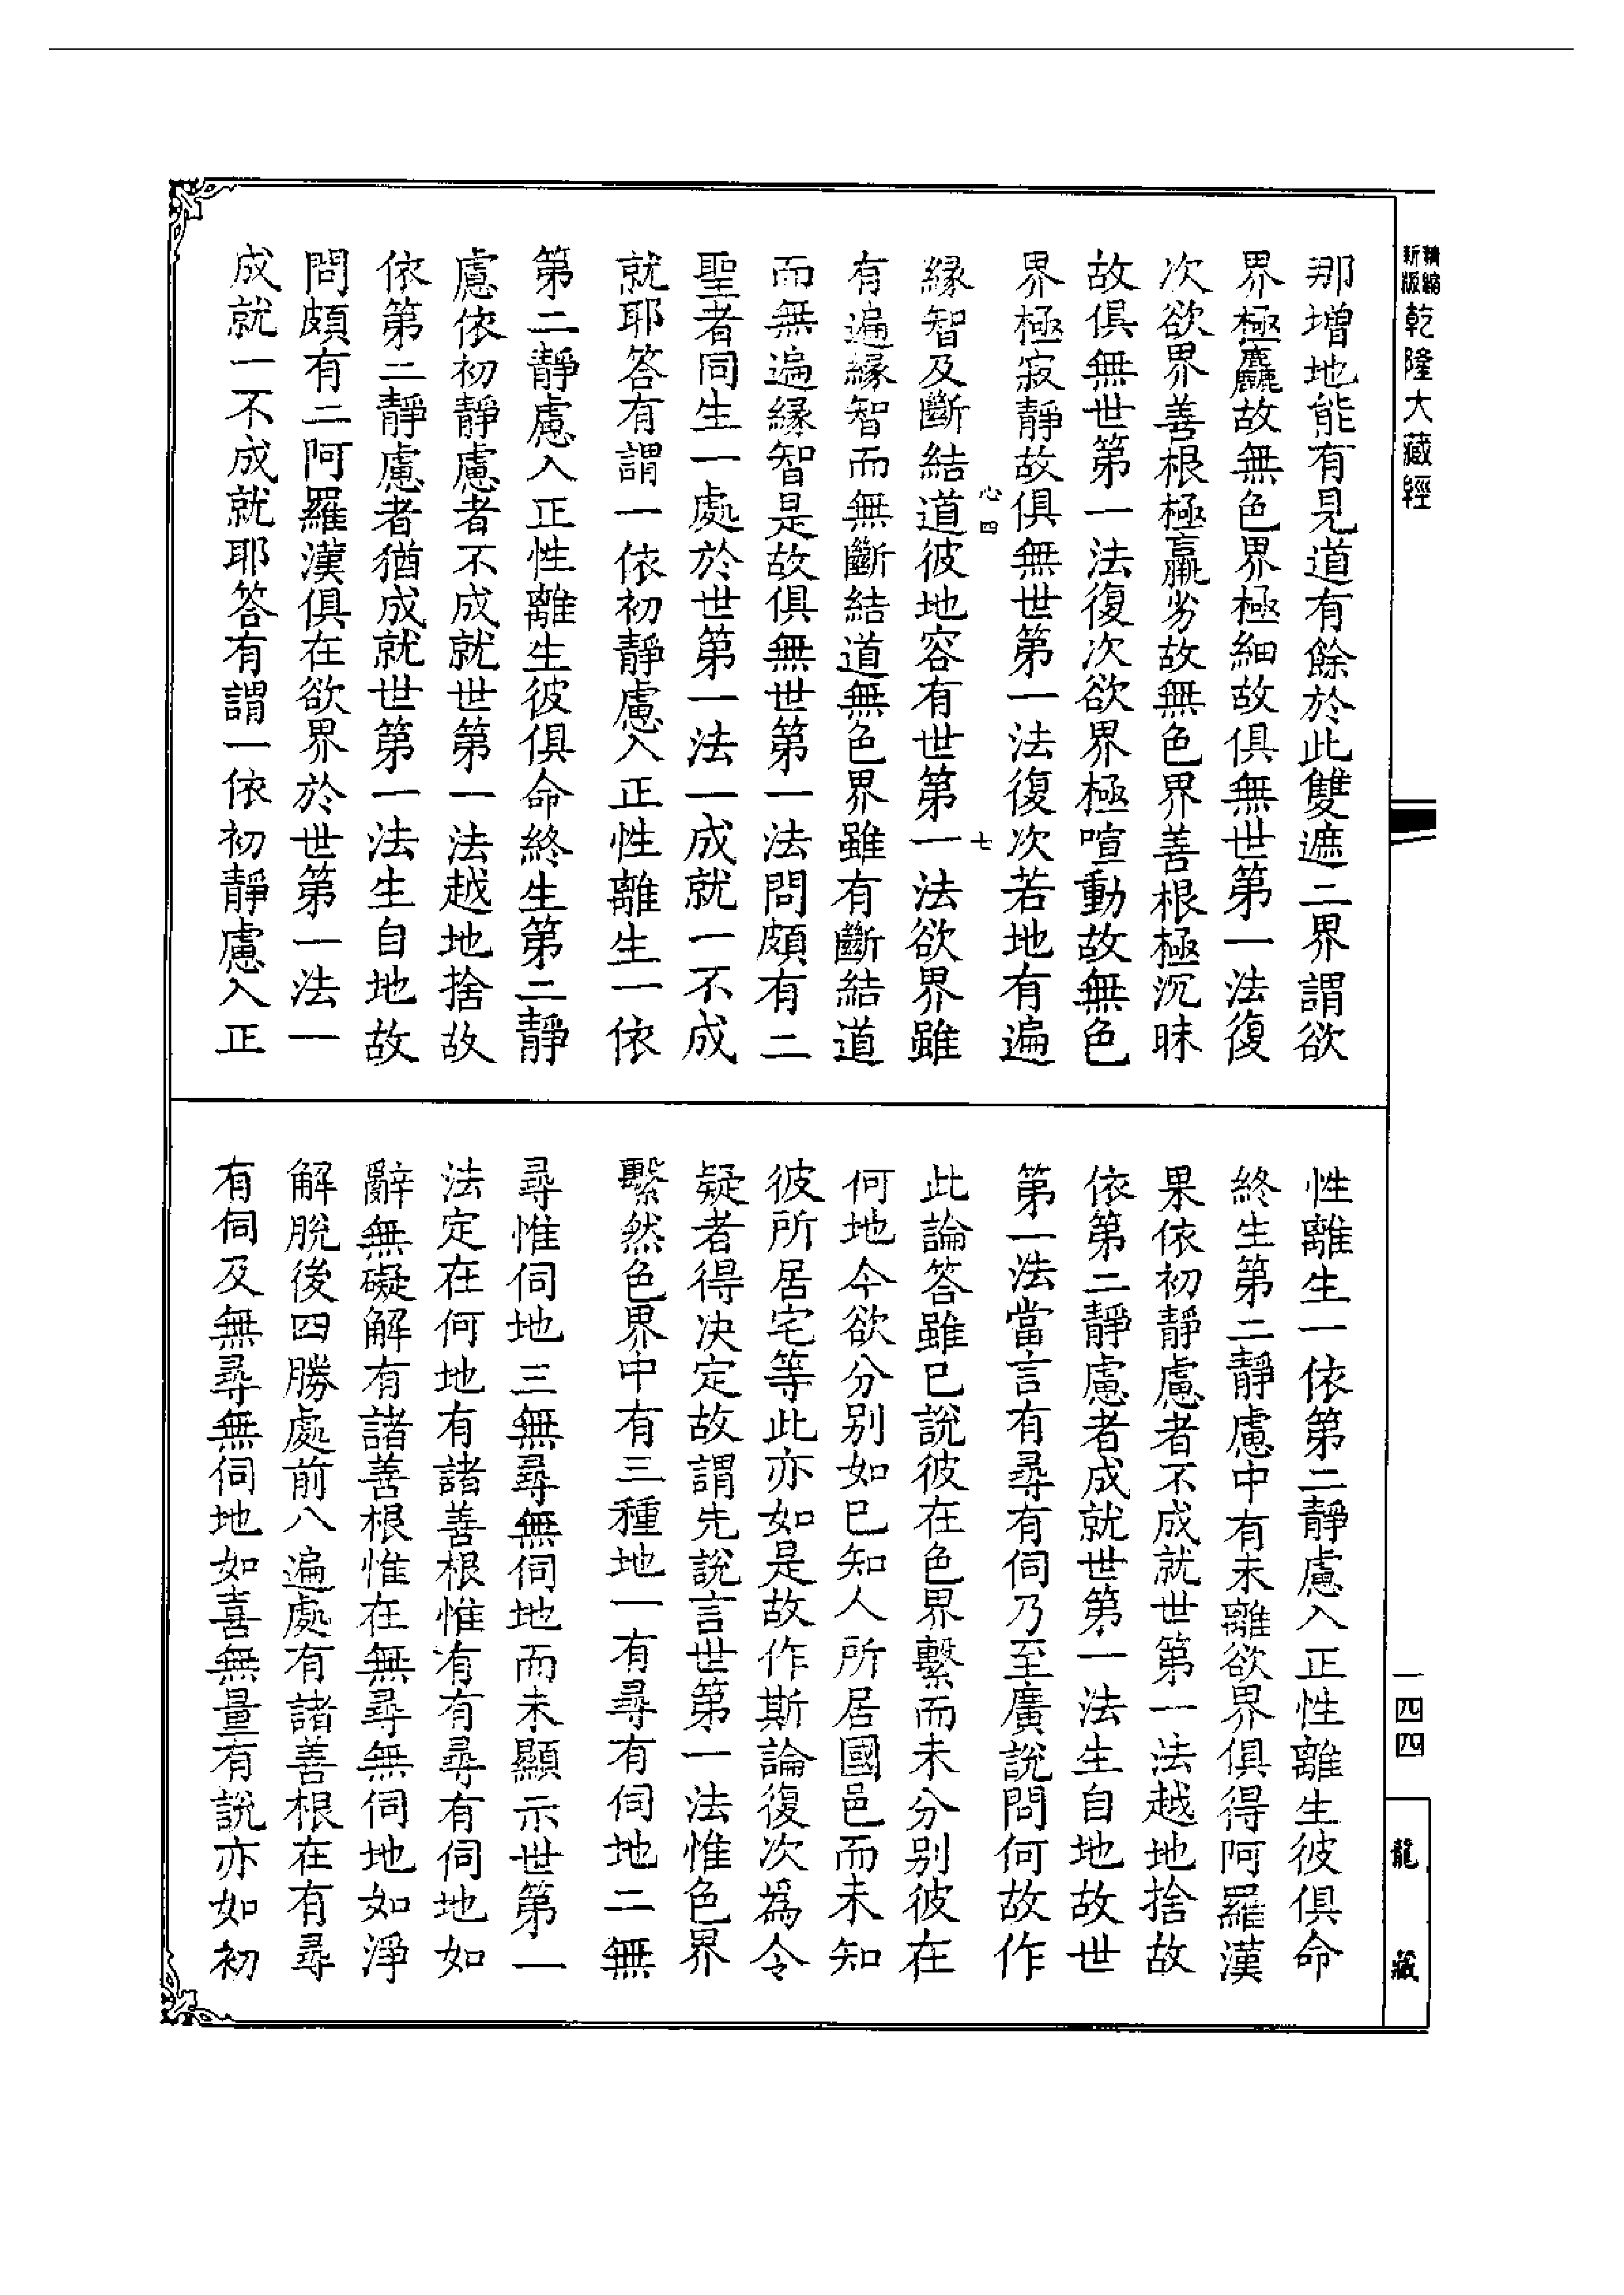 精縮
新版
乾隆大藏經
那增地能有見道有餘於此雙遮二界謂欲
界極麤故無色界極細故俱無世第一法復
次欲界善根極羸劣故無色界善根極沉昧
故俱無世第一法復次欲界極喧動故無色
界極寂靜故俱無世第一法復次若地有遍
心四
七
緣智及斷結道彼地容有世第一法欲界雖
有遍緣智而無斷結道無色界雖有斷結道
而無遍緣智是故俱無世第一法問頗有二
聖者同生一處於世第一法一成就一不成
就耶答有謂一依初靜慮入正性離生一依
第二靜慮入正性離生彼俱命終生第二靜
慮依初靜慮者不成就世第一法越地捨故
依第二靜慮者猶成就世第一法生自地故
問頗有二阿羅漢俱在欲界於世第一法一
成就一不成就耶答有謂一依初靜慮入正
性離生一依第二靜慮入正性離生彼俱命
終生第二靜慮中有未離欲界俱得阿羅漢
果依初靜慮者不成就世第一法越地捨故
依第二靜慮者成就世第一法生自地故世
第一法當言有尋有伺乃至廣說問何故作
此論答雖已說彼在色界繫而未分別彼在
何地今欲分別如已知人所居國邑而未知
彼所居宅等此亦如是故作斯論復次為令
疑者得決定故謂先說言世第一法惟色界
繫然色界中有三種地一有尋有伺地二無
尋惟伺地三無尋無伺地而未顯示世第一
法定在何地有諸善根惟有有尋有伺地如
辭無礙解有諸善根惟在無尋無伺地如淨
解脫後四勝處前八遍處有諸善根在有尋
有伺及無尋無伺地如喜無量有說亦如初
一四四
龍藏